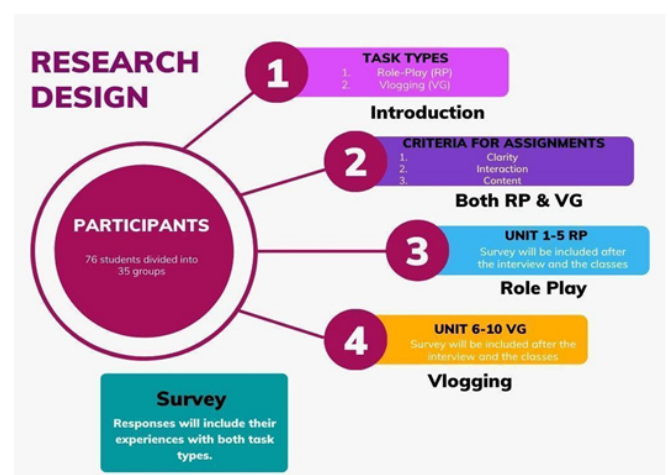 RESEARCH
DESIGN
1
TASK TYPES
1. Role-Play (RP)
2. Vlogging (VG)
Introduction
2
CRITERIA FOR ASSIGNMENTS
1. Clarity
2. Interaction
3. Content
Both RP & VG
PARTICIPANTS
76 students divided into
35 groups
3
UNIT 1-5 RP
Survey will be included after
the interview and the classes
Role Play
4
UNIT 6-10 VG
Survey will be included after the
interview and the classes
Vlogging
Survey
Responses will include their
experiences with both task
types.